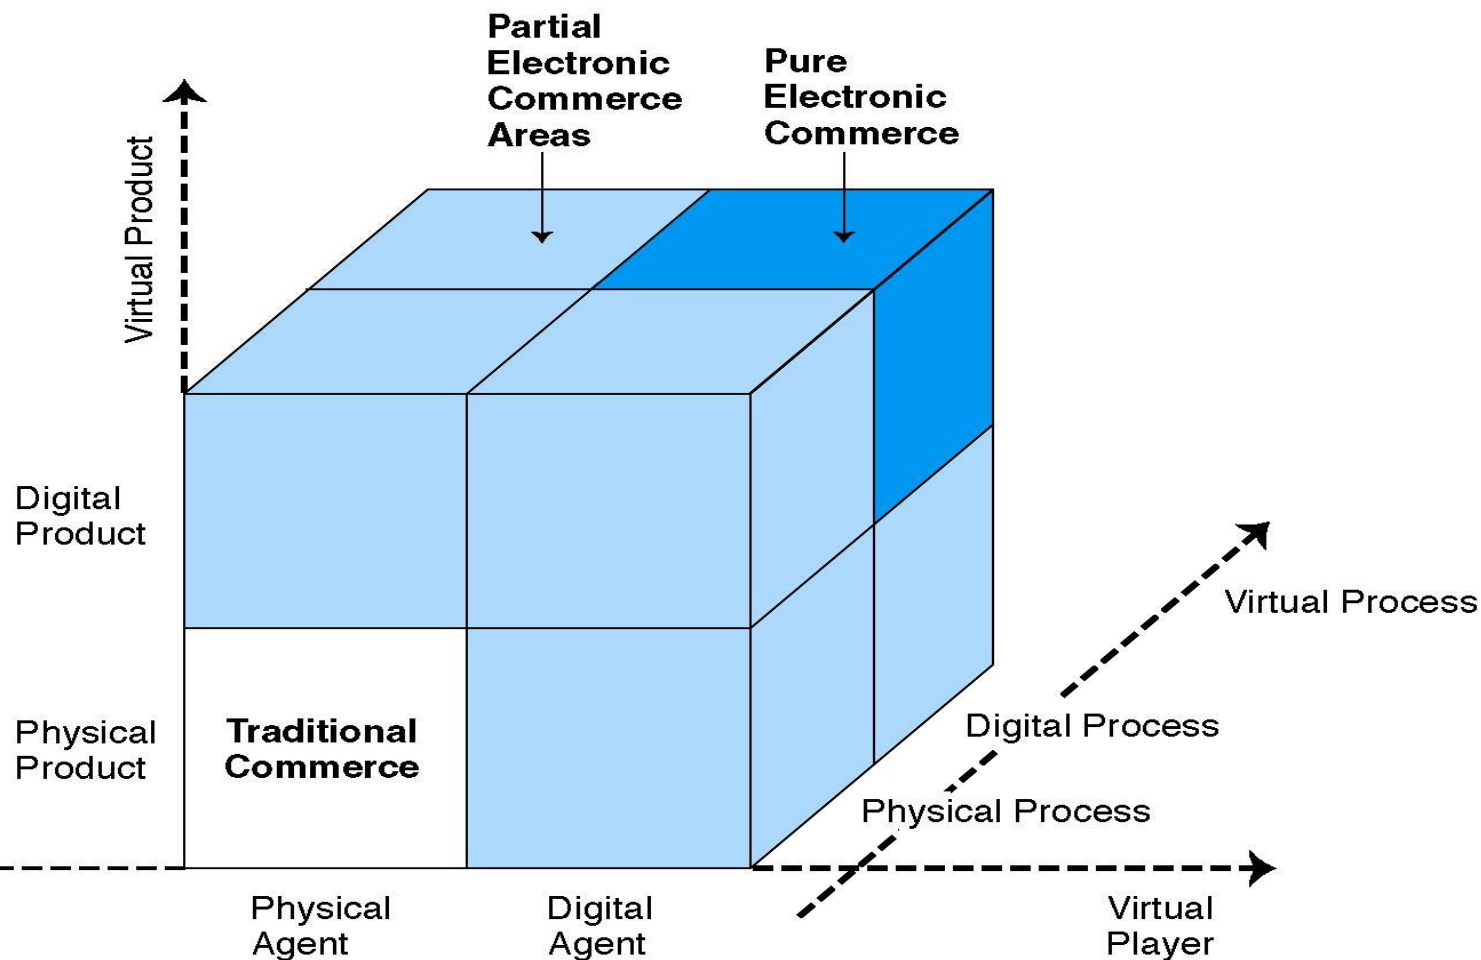 Partial
Electronic
Commerce
Areas
Pure
Electronic
Commerce
Virtual Product
Digital
Product
Virtual Process
Physical
Product
Traditional
Commerce
Digital Process
Physical Process
Physical
Agent
Digital
Agent
Virtual
Player